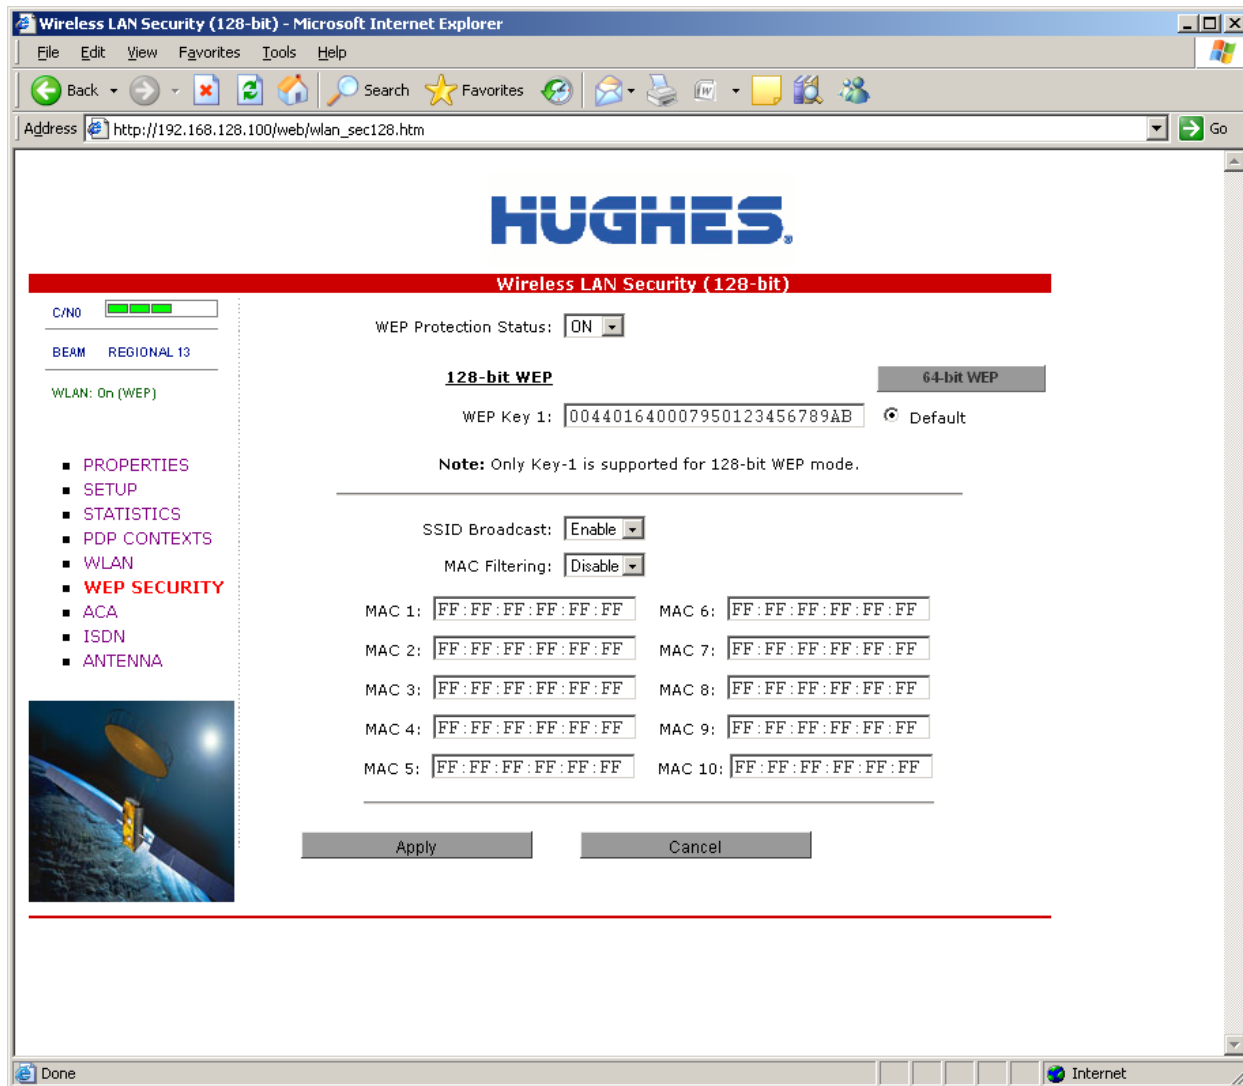 Wireless LAN Security (128-bit) - Microsoft Internet Explorer
File Edit View Favorites Tools Help
Back Search Favorites
Address http://192.168.128.100/web/wlan_sec128.htm Go
HUGHES®
Wireless LAN Security (128-bit)
C/N0
BEAM REGIONAL 13
WLAN: On (WEP)
PROPERTIES
SETUP
STATISTICS
PDP CONTEXTS
WLAN
WEP SECURITY
ACA
ISDN
ANTENNA
WEP Protection Status: ON
128-bit WEP 64-bit WEP
WEP Key 1: 0044016400079501234567​89AB Default
Note: Only Key-1 is supported for 128-bit WEP mode.
SSID Broadcast: Enable
MAC Filtering: Disable
MAC 1: FF:FF:FF:FF:FF:FF MAC 6: FF:FF:FF:FF:FF:FF
MAC 2: FF:FF:FF:FF:FF:FF MAC 7: FF:FF:FF:FF:FF:FF
MAC 3: FF:FF:FF:FF:FF:FF MAC 8: FF:FF:FF:FF:FF:FF
MAC 4: FF:FF:FF:FF:FF:FF MAC 9: FF:FF:FF:FF:FF:FF
MAC 5: FF:FF:FF:FF:FF:FF MAC 10: FF:FF:FF:FF:FF:FF
Apply Cancel
Done Internet